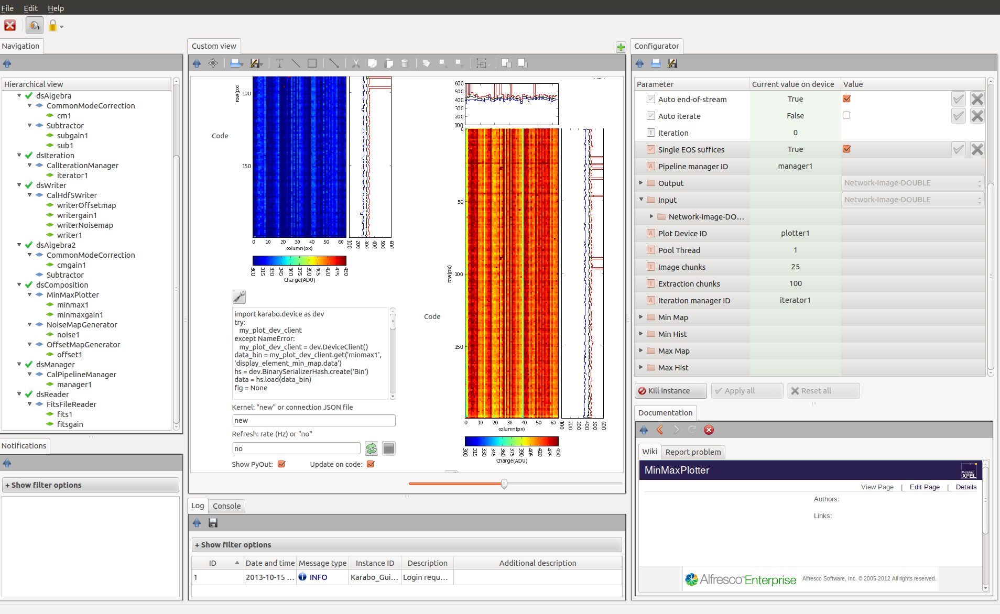 File Edit Help
Navigation
Hierarchical view
dsAlgebra
CommonModeCorrection
cm1
Subtractor
subgain1
sub1
dsIteration
CalIterationManager
iterator1
dsWriter
CalHdf5Writer
writerOffsetmap
writergain1
writerNoisemap
writer1
dsAlgebra2
CommonModeCorrection
cmgain1
Subtractor
dsComposition
MinMaxPlotter
minmax1
minmaxgain1
NoiseMapGenerator
noise1
OffsetMapGenerator
offset1
dsManager
CalPipelineManager
manager1
dsReader
FitsFileReader
fits1
fitsgain
Notifications
+ Show filter options
Custom view
Code
row(px)
100
150
0 10 20 30 40 50 60
column(px)
100 200 300 400 500 600
300 315 330 345 360 375 390 405 420 435 450
Charge(ADU)
import karabo.device as dev
try:
my_plot_dev_client
except NameError:
my_plot_dev_client = dev.DeviceClient()
data_bin = my_plot_dev_client.get('minmax1',
'display_element_min_map.data')
hs = dev.BinarySerializerHash.create('Bin')
data = hs.load(data_bin)
fig = None
Kernel: "new" or connection JSON file
new
Refresh: rate (Hz) or "no"
no
Show PyOut: Update on code:
Code
600
500
400
300
200
100
0
50
100
150
row(px)
0 10 20 30 40 50 60
column(px)
100 200 300 400 500 600
300 315 330 345 360 375 390 405 420 435 450
Charge(ADU)
Log Console
+ Show filter options
ID Date and time Message type Instance ID Description Additional description
1 2013-10-15 ... INFO Karabo_Gui... Login requ...
Configurator
Parameter Current value on device Value
Auto end-of-stream True
Auto iterate False
Iteration 0
Single EOS suffices True
Pipeline manager ID manager1
Output Network-Image-DOUBLE
Input Network-Image-DOUBLE
Network-Image-DO...
Plot Device ID plotter1
Pool Thread 1
Image chunks 25
Extraction chunks 100
Iteration manager ID iterator1
Min Map
Min Hist
Max Map
Max Hist
Kill instance Apply all Reset all
Documentation
Wiki Report problem
MinMaxPlotter
European
XFEL
View Page | Edit Page | Details
Authors:
Links:
Alfresco Enterprise Alfresco Software, Inc. © 2005-2012 All rights reserved.